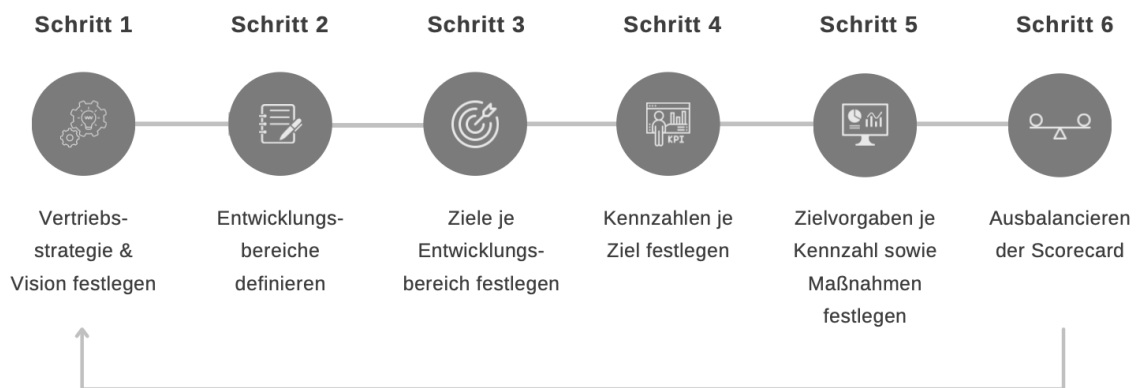 Schritt 1
Schritt 2
Schritt 3
Schritt 4
Schritt 5
Schritt 6
KPI
Vertriebs-
strategie &
Vision festlegen
Entwicklungs-
bereiche
definieren
Ziele je
Entwicklungs-
bereich festlegen
Kennzahlen je
Ziel festlegen
Zielvorgaben je
Kennzahl sowie
Maßnahmen
festlegen
Ausbalancieren
der Scorecard